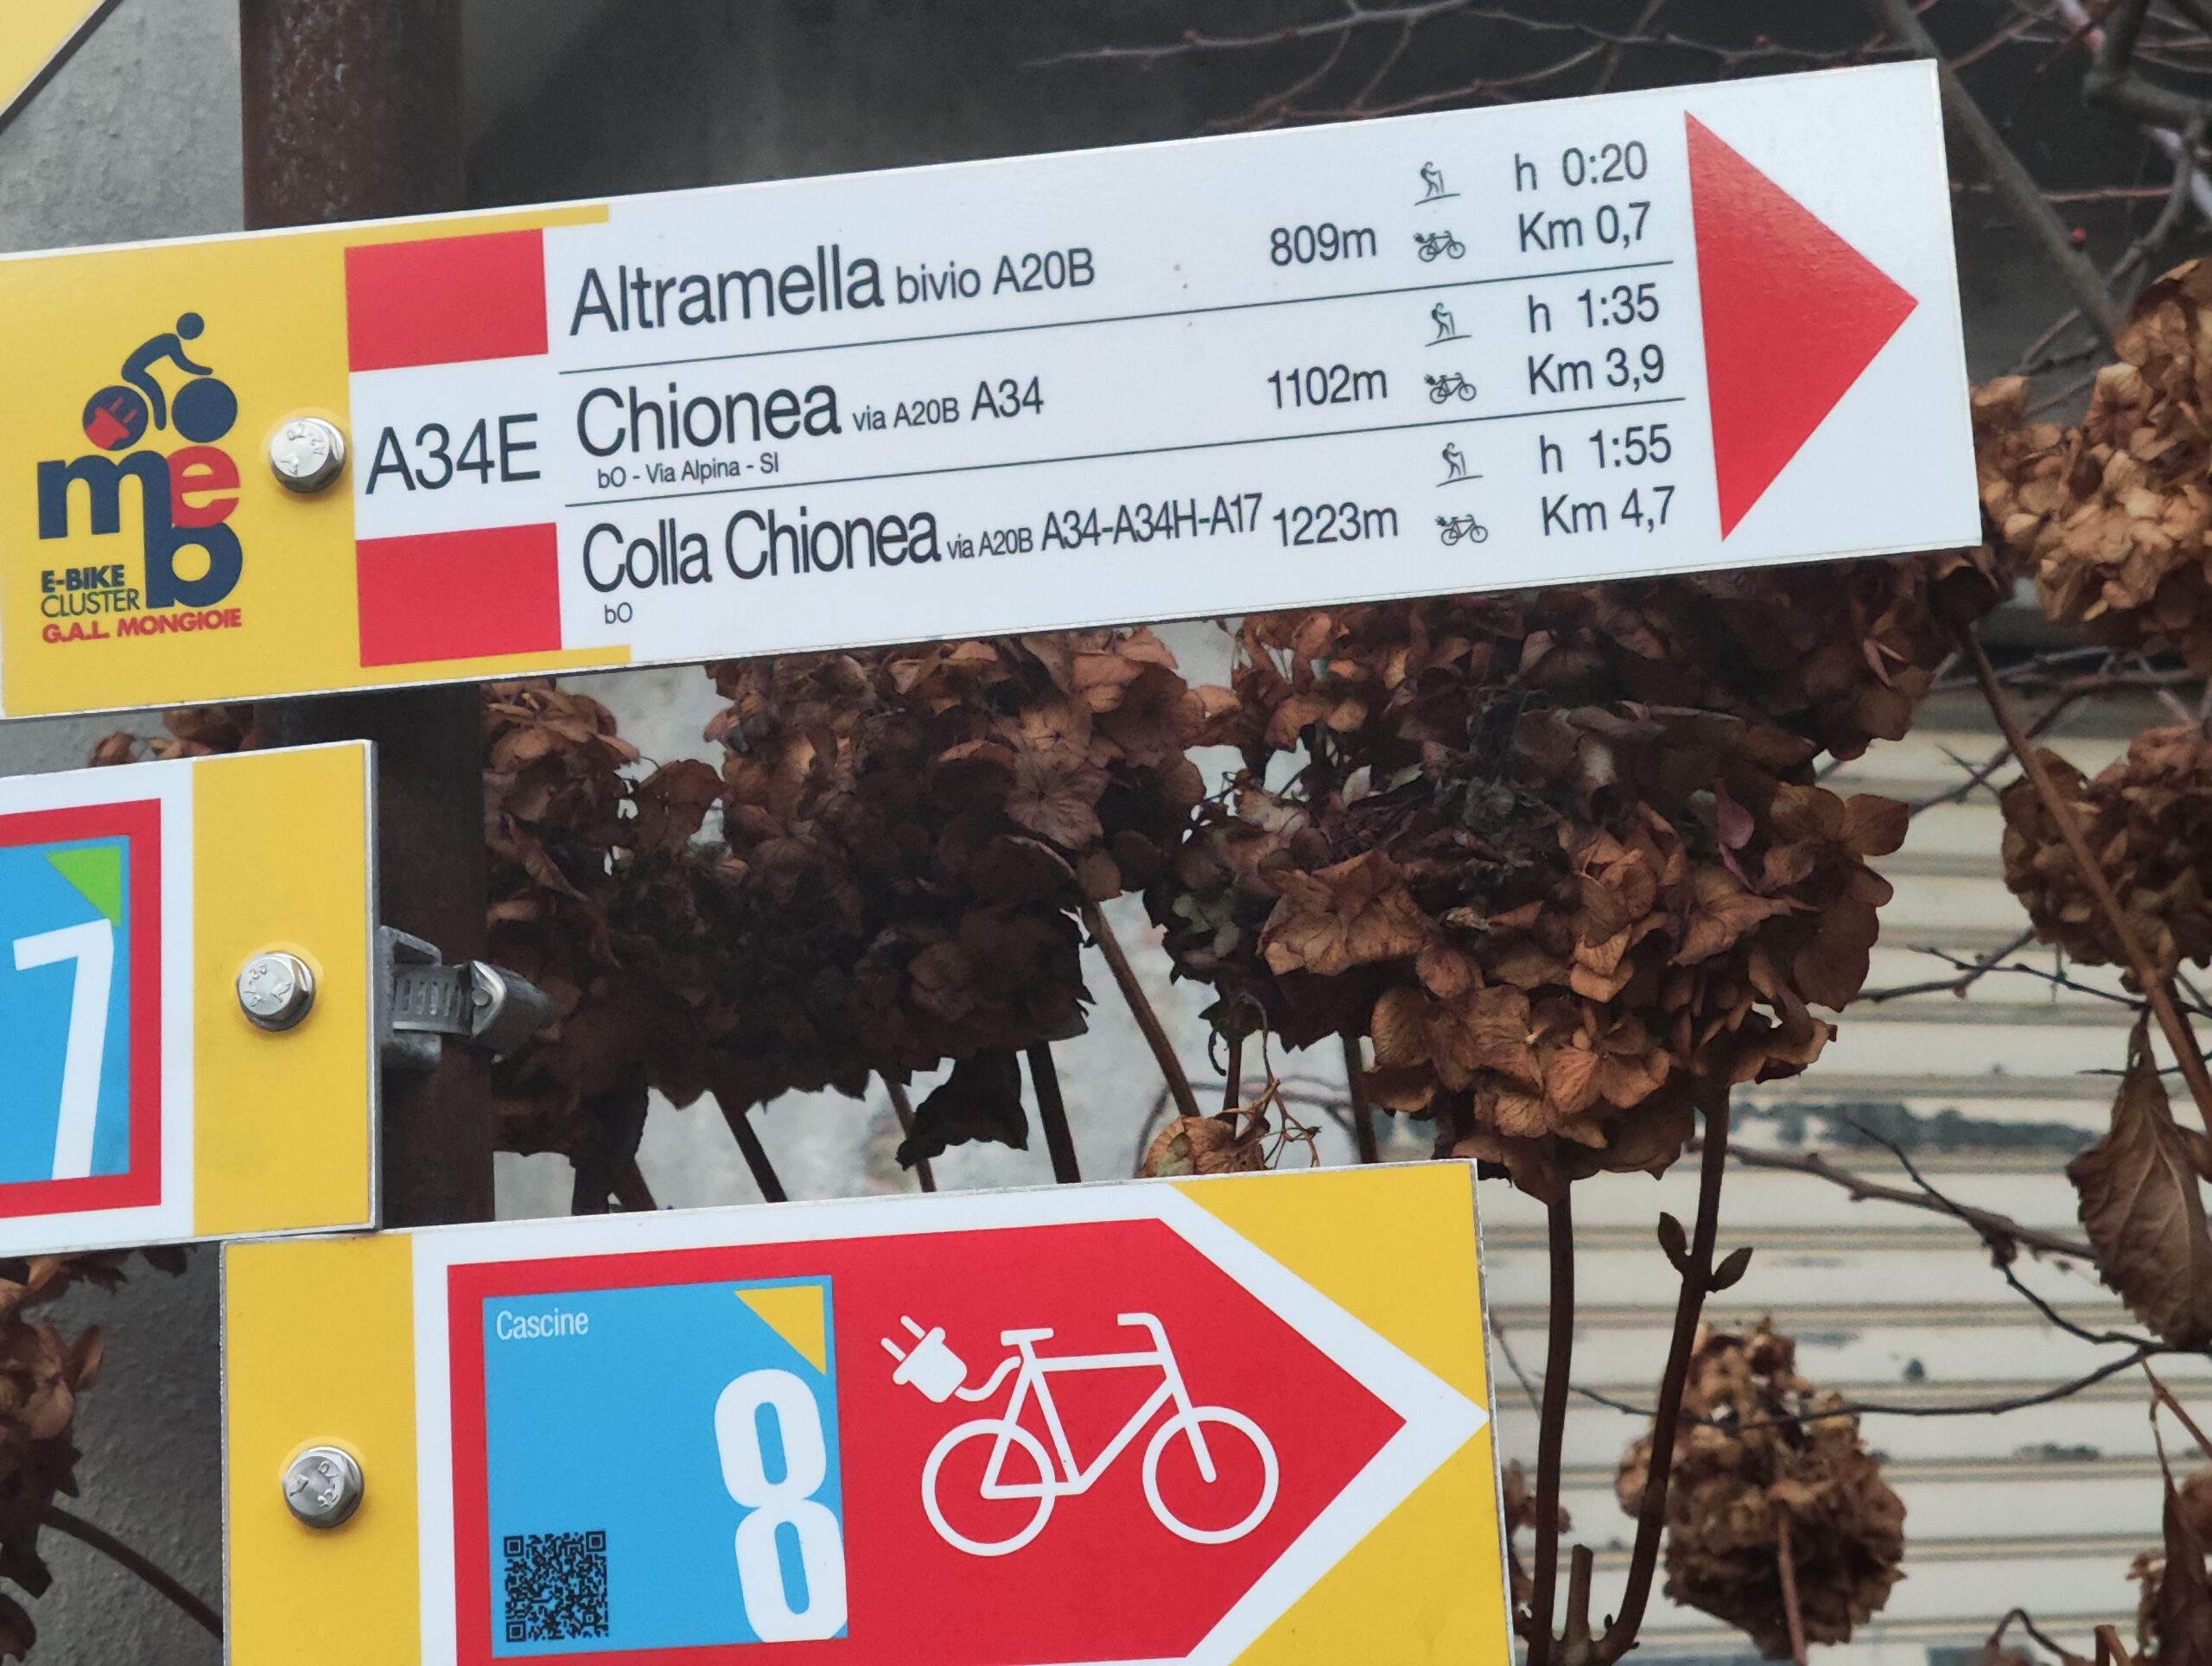 meb
E-BIKE
CLUSTER
G.A.L. MONGIOIE
A34E
Altramella bivio A20B 809m h 0:20
Km 0,7
Chionea via A20B A34 1102m h 1:35
bO - Via Alpina - SI Km 3,9
Colla Chionea via A20B A34-A34H-A17 1223m h 1:55
bO Km 4,7
7
Cascine
8